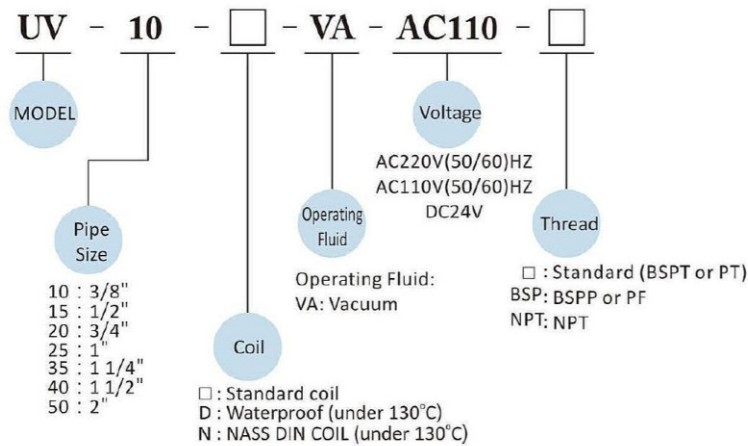 UV - 10 - □ - VA - AC110 - □
MODEL
Pipe
Size
10 : 3/8"
15 : 1/2"
20 : 3/4"
25 : 1"
35 : 1 1/4"
40 : 1 1/2"
50 : 2"
Coil
□ : Standard coil
D : Waterproof (under 130°C)
N : NASS DIN COIL (under 130°C)
Operating
Fluid
Operating Fluid:
VA: Vacuum
Voltage
AC220V(50/60)HZ
AC110V(50/60)HZ
DC24V
Thread
□ : Standard (BSPT or PT)
BSP: BSPP or PF
NPT: NPT